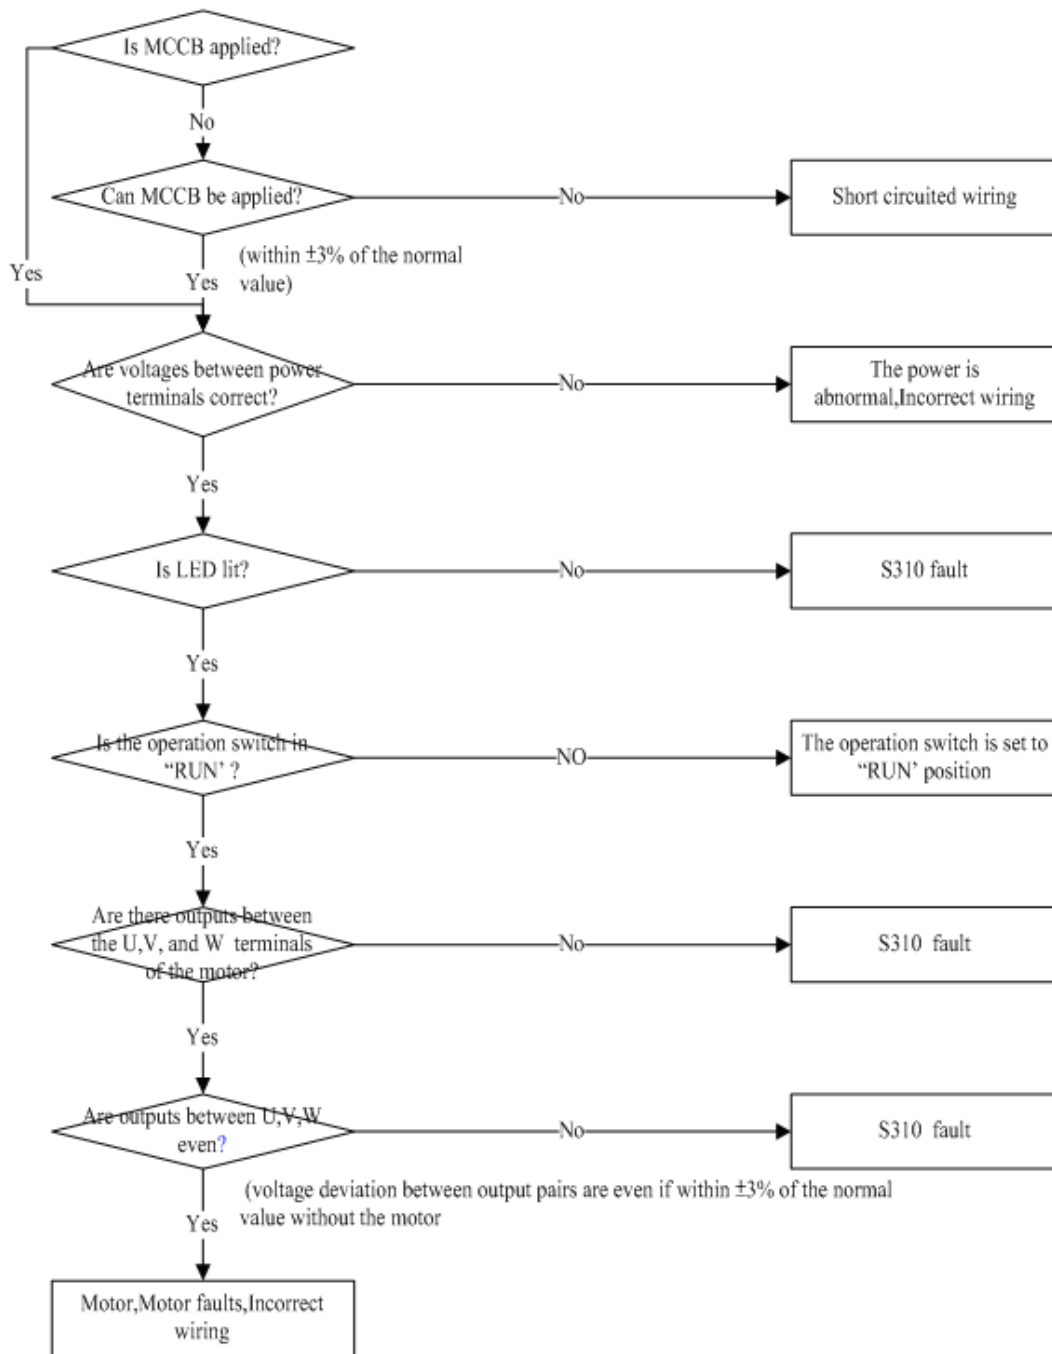 Is MCCB applied?
No
Can MCCB be applied?
No
Short circuited wiring
Yes
Yes
(within ±3% of the normal
value)
Are voltages between power
terminals correct?
No
The power is
abnormal,Incorrect wiring
Yes
Is LED lit?
No
S310 fault
Yes
Is the operation switch in
“RUN’ ?
NO
The operation switch is set to
“RUN’ position
Yes
Are there outputs between
the U,V, and W terminals
of the motor?
No
S310 fault
Yes
Are outputs between U,V,W
even?
No
S310 fault
Yes
(voltage deviation between output pairs are even if within ±3% of the normal
value without the motor
Motor,Motor faults,Incorrect
wiring